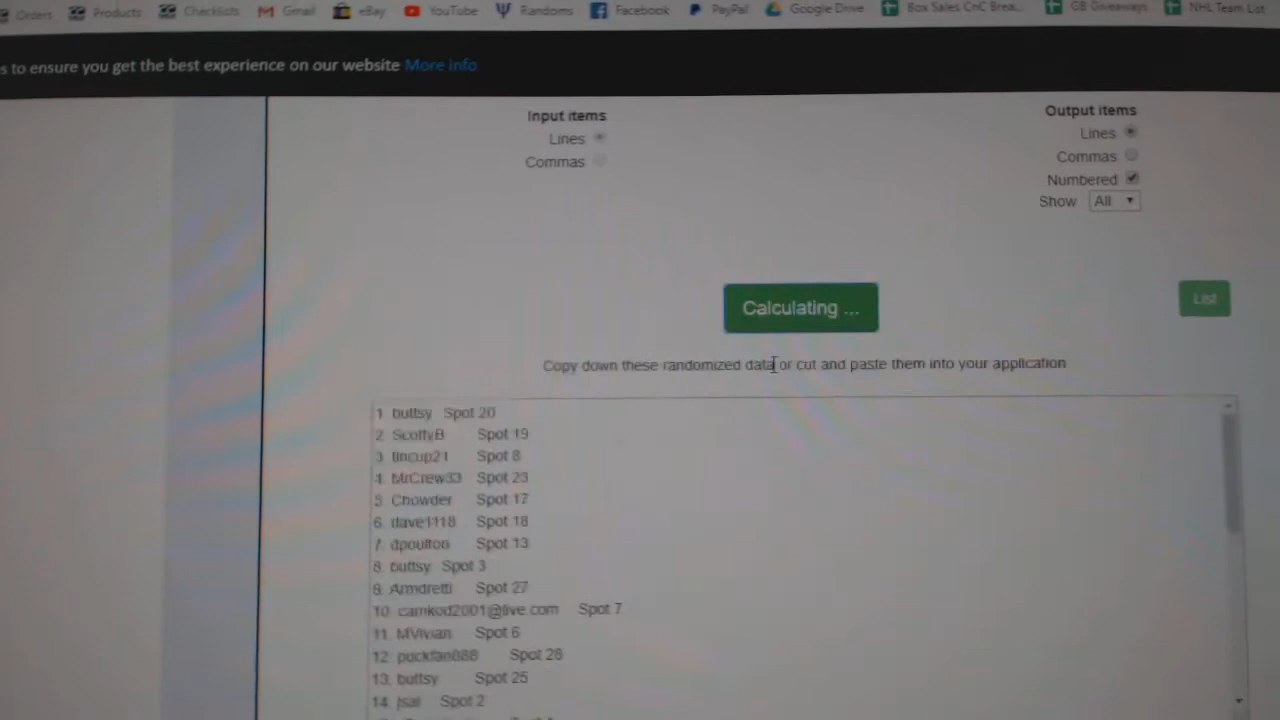 Orders Products Checklists Gmail eBay YouTube Randoms Facebook PayPal Google Drive Box Sales CnC Brea... GB Giveaways NHL Team List
s to ensure you get the best experience on our website More info
Input items
Lines
Commas
Output items
Lines
Commas
Numbered
Show All
Calculating ...
List
Copy down these randomized data or cut and paste them into your application
1 buttsy Spot 20
2. ScottyB Spot 19
3. tincup21 Spot 8
4. MrCrew33 Spot 23
5. Chowder Spot 17
6. dave1118 Spot 18
7. dpoulton Spot 13
8. buttsy Spot 3
9. Spot 27
10. camkod2001@live.com Spot 7
11. MVivian Spot 6
12. puckfan888 Spot 28
13. buttsy Spot 25
14. Spot 2